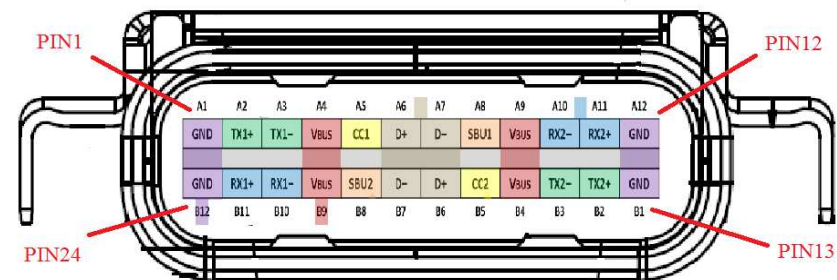 PIN1 PIN12
A1 A2 A3 A4 A5 A6 A7 A8 A9 A10 A11 A12
GND TX1+ TX1− VBUS CC1 D+ D− SBU1 VBUS RX2− RX2+ GND
GND RX1+ RX1− VBUS SBU2 D− D+ CC2 VBUS TX2− TX2+ GND
B12 B11 B10 B9 B8 B7 B6 B5 B4 B3 B2 B1
PIN24 PIN13